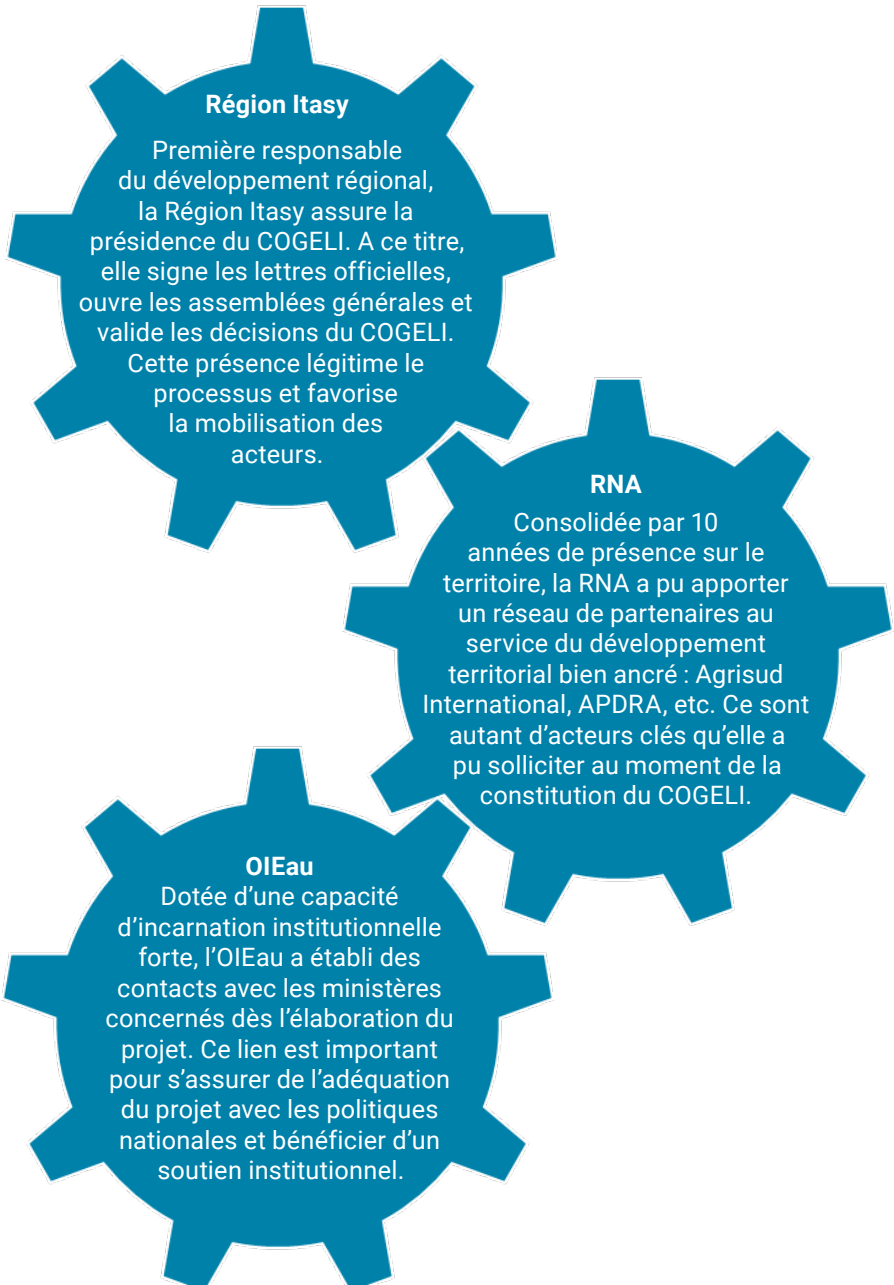 Région Itasy
Première responsable
du développement régional,
la Région Itasy assure la
présidence du COGELI. A ce titre,
elle signe les lettres officielles,
ouvre les assemblées générales et
valide les décisions du COGELI.
Cette présence légitime le
processus et favorise
la mobilisation des
acteurs.
RNA
Consolidée par 10
années de présence sur le
territoire, la RNA a pu apporter
un réseau de partenaires au
service du développement
territorial bien ancré : Agrisud
International, APDRA, etc. Ce sont
autant d’acteurs clés qu’elle a
pu solliciter au moment de la
constitution du COGELI.
OIEau
Dotée d’une capacité
d’incarnation institutionnelle
forte, l’OIEau a établi des
contacts avec les ministères
concernés dès l’élaboration du
projet. Ce lien est important
pour s’assurer de l’adéquation
du projet avec les politiques
nationales et bénéficier d’un
soutien institutionnel.